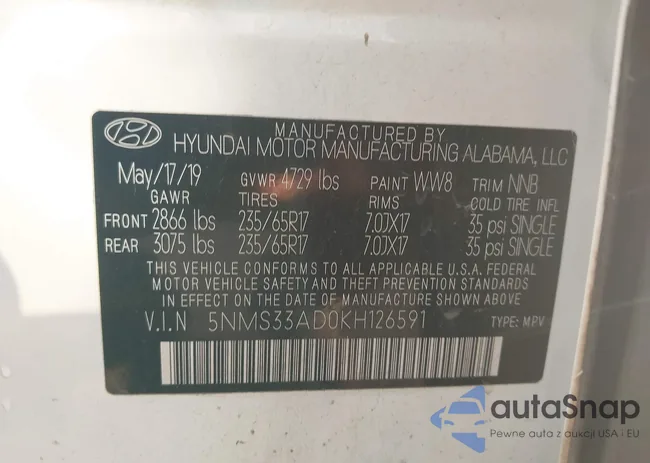 MANUFACTURED BY
HYUNDAI MOTOR MANUFACTURING ALABAMA, LLC
May/17/19 GVWR 4729 lbs PAINT WW8 TRIM NNB
GAWR TIRES RIMS COLD TIRE INFL
FRONT 2866 lbs 235/65R17 7.0JX17 35 psi SINGLE
REAR 3075 lbs 235/65R17 7.0JX17 35 psi SINGLE
THIS VEHICLE CONFORMS TO ALL APPLICABLE U.S.A. FEDERAL
MOTOR VEHICLE SAFETY AND THEFT PREVENTION STANDARDS
IN EFFECT ON THE DATE OF MANUFACTURE SHOWN ABOVE.
V.I.N 5NMS33AD0KH126591 TYPE: MPV
autaSnap
Pewne auta z aukcji USA i EU